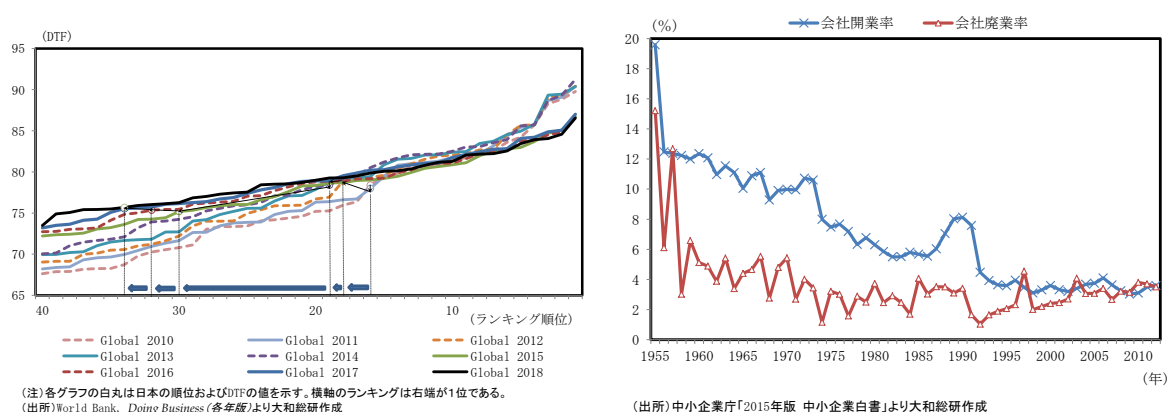 (DTF)
95
90
85
80
75
70
65
40
30
20
10
(ランキング順位)
Global 2010
Global 2011
Global 2012
Global 2013
Global 2014
Global 2015
Global 2016
Global 2017
Global 2018
(注)各グラフの白丸は日本の順位およびDTFの値を示す。横軸のランキングは右端が1位である。
(出所)World Bank, Doing Business(各年版)より大和総研作成
(%)
会社開業率
会社廃業率
20
18
16
14
12
10
8
6
4
2
0
1955
1960
1965
1970
1975
1980
1985
1990
1995
2000
2005
2010
(年)
(出所)中小企業庁「2015年版 中小企業白書」より大和総研作成